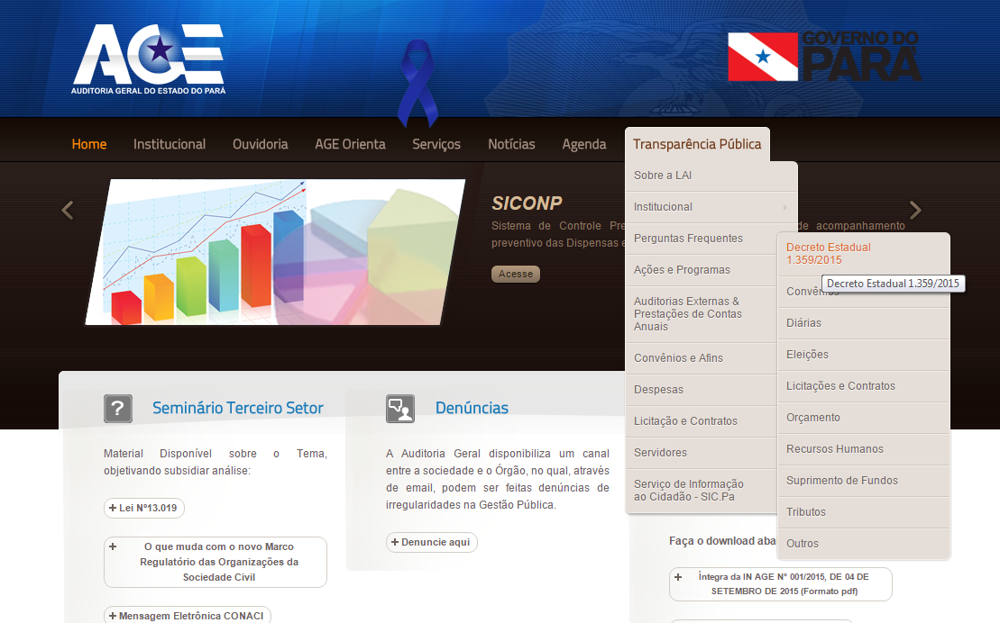 AGE
AUDITORIA GERAL DO ESTADO DO PARÁ
GOVERNO DO
PARÁ
Home
Institucional
Ouvidoria
AGE Orienta
Serviços
Notícias
Agenda
Transparência Pública
Sobre a LAI
Institucional
Perguntas Frequentes
Ações e Programas
Auditorias Externas &
Prestações de Contas
Anuais
Convênios e Afins
Despesas
Licitação e Contratos
Servidores
Serviço de Informação
ao Cidadão - SIC.Pa
Decreto Estadual
1.359/2015
Decreto Estadual 1.359/2015
Convênios
Diárias
Eleições
Licitações e Contratos
Orçamento
Recursos Humanos
Suprimento de Fundos
Tributos
Outros
SICONP
Sistema de Controle Pre de acompanhamento
preventivo das Dispensas e
Acesse
Seminário Terceiro Setor
Material Disponível sobre o Tema,
objetivando subsidiar análise:
+ Lei N°13.019
+ O que muda com o novo Marco
Regulatório das Organizações da
Sociedade Civil
+ Mensagem Eletrônica CONACI
Denúncias
A Auditoria Geral disponibiliza um canal
entre a sociedade e o Órgão, no qual, através
de email, podem ser feitas denúncias de
irregularidades na Gestão Pública.
+ Denuncie aqui
Faça o download aba
+ Íntegra da IN AGE N° 001/2015, DE 04 DE
SETEMBRO DE 2015 (Formato pdf)